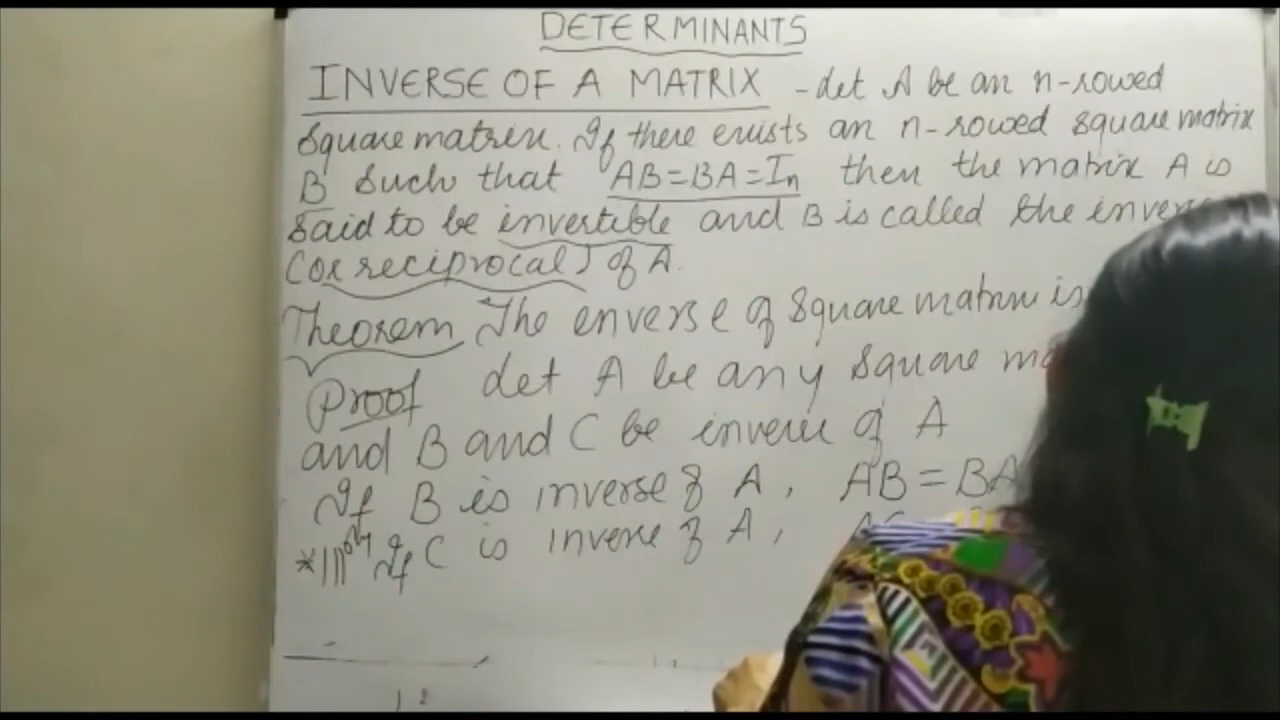 DETERMINANTS
INVERSE OF A MATRIX - Let A be an n-rowed
square matrix. If there exists an n-rowed square matrix
B such that AB=BA=In then the matrix A is
said to be invertible and B is called the
(or reciprocal) of A.
Theorem The inverse of square matrix is
Proof Let A be any square
and B and C be inverse of A
If B is inverse of A, AB=BA
*|||ly If C is inverse of A,